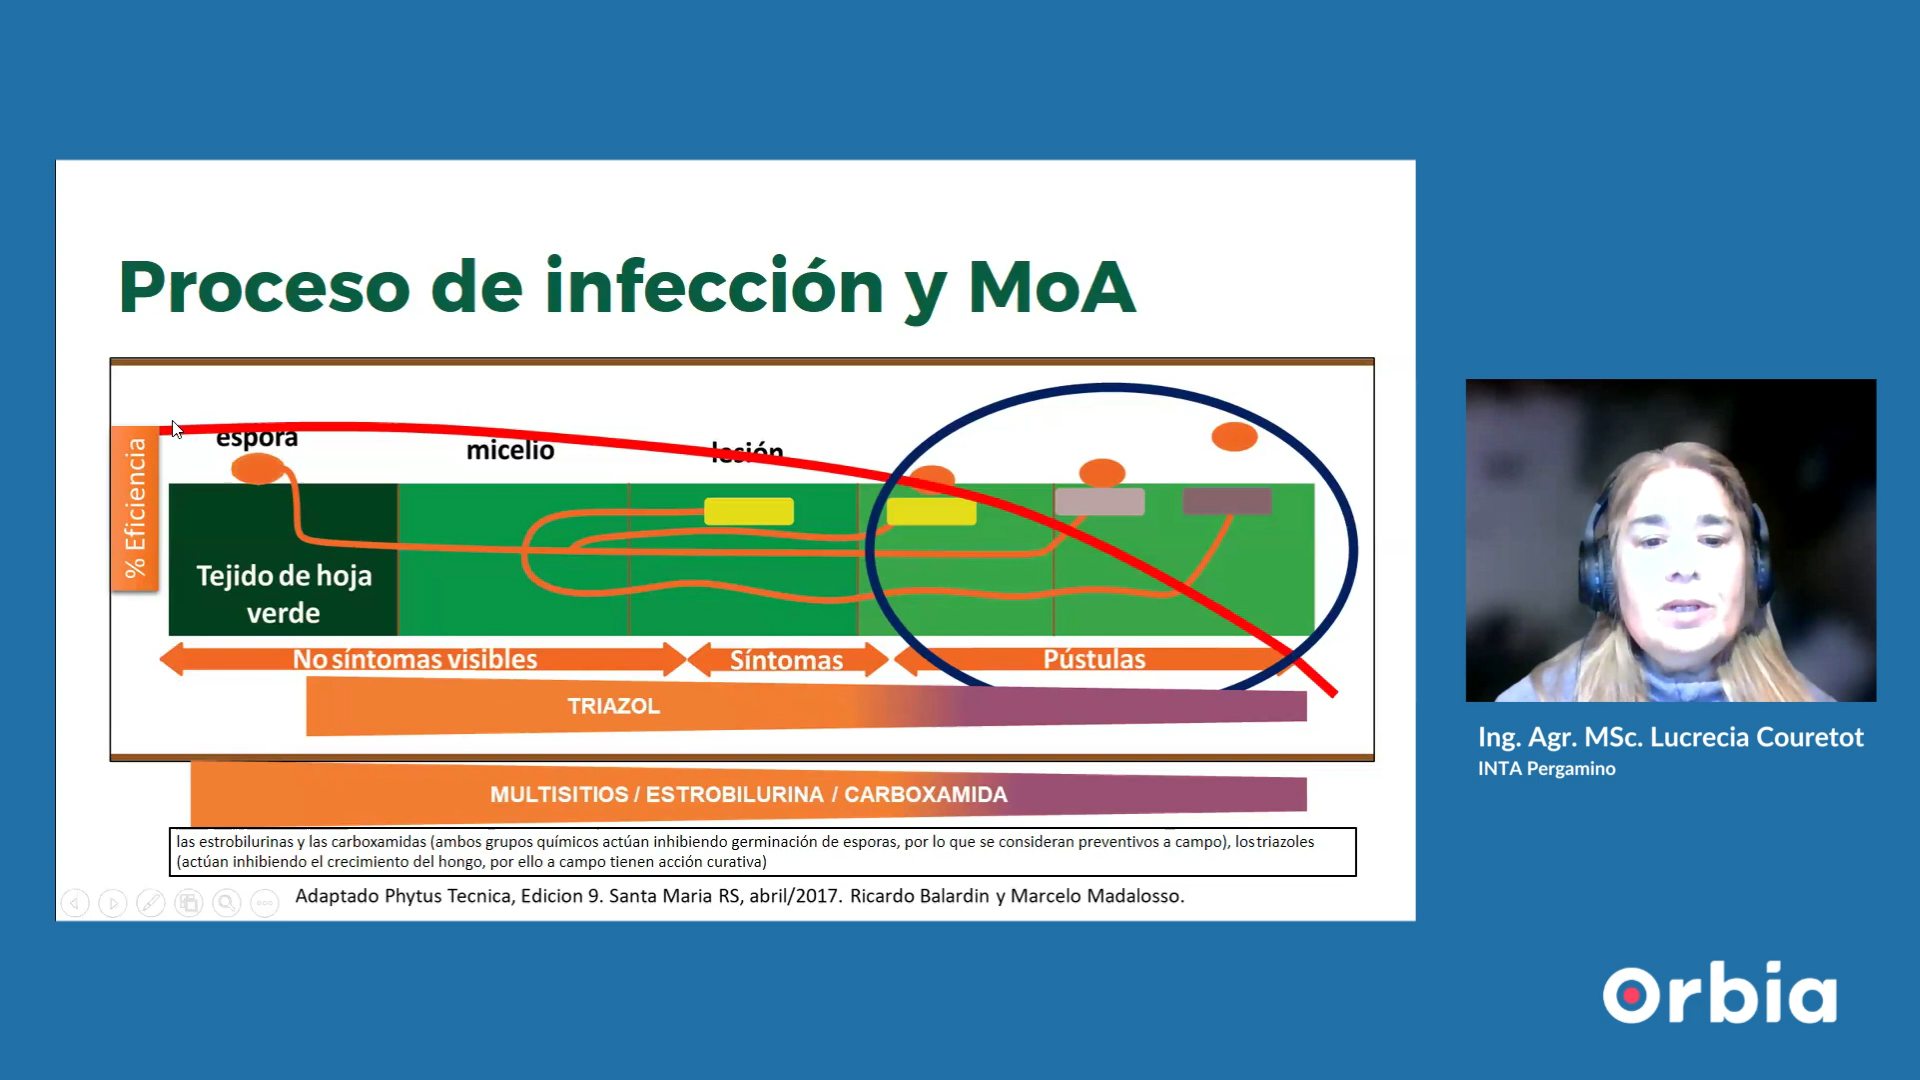 Proceso de infección y MoA
% Eficiencia
espora
micelio
lesión
Tejido de hoja
verde
No síntomas visibles
Síntomas
Pústulas
TRIAZOL
MULTISITIOS / ESTROBILURINA / CARBOXAMIDA
las estrobilurinas y las carboxamidas (ambos grupos químicos actúan inhibiendo germinación de esporas, por lo que se consideran preventivos a campo), los triazoles
(actúan inhibiendo el crecimiento del hongo, por ello a campo tienen acción curativa)
Adaptado Phytus Tecnica, Edicion 9. Santa Maria RS, abril/2017. Ricardo Balardin y Marcelo Madalosso.
Ing. Agr. MSc. Lucrecia Couretot
INTA Pergamino
Orbia